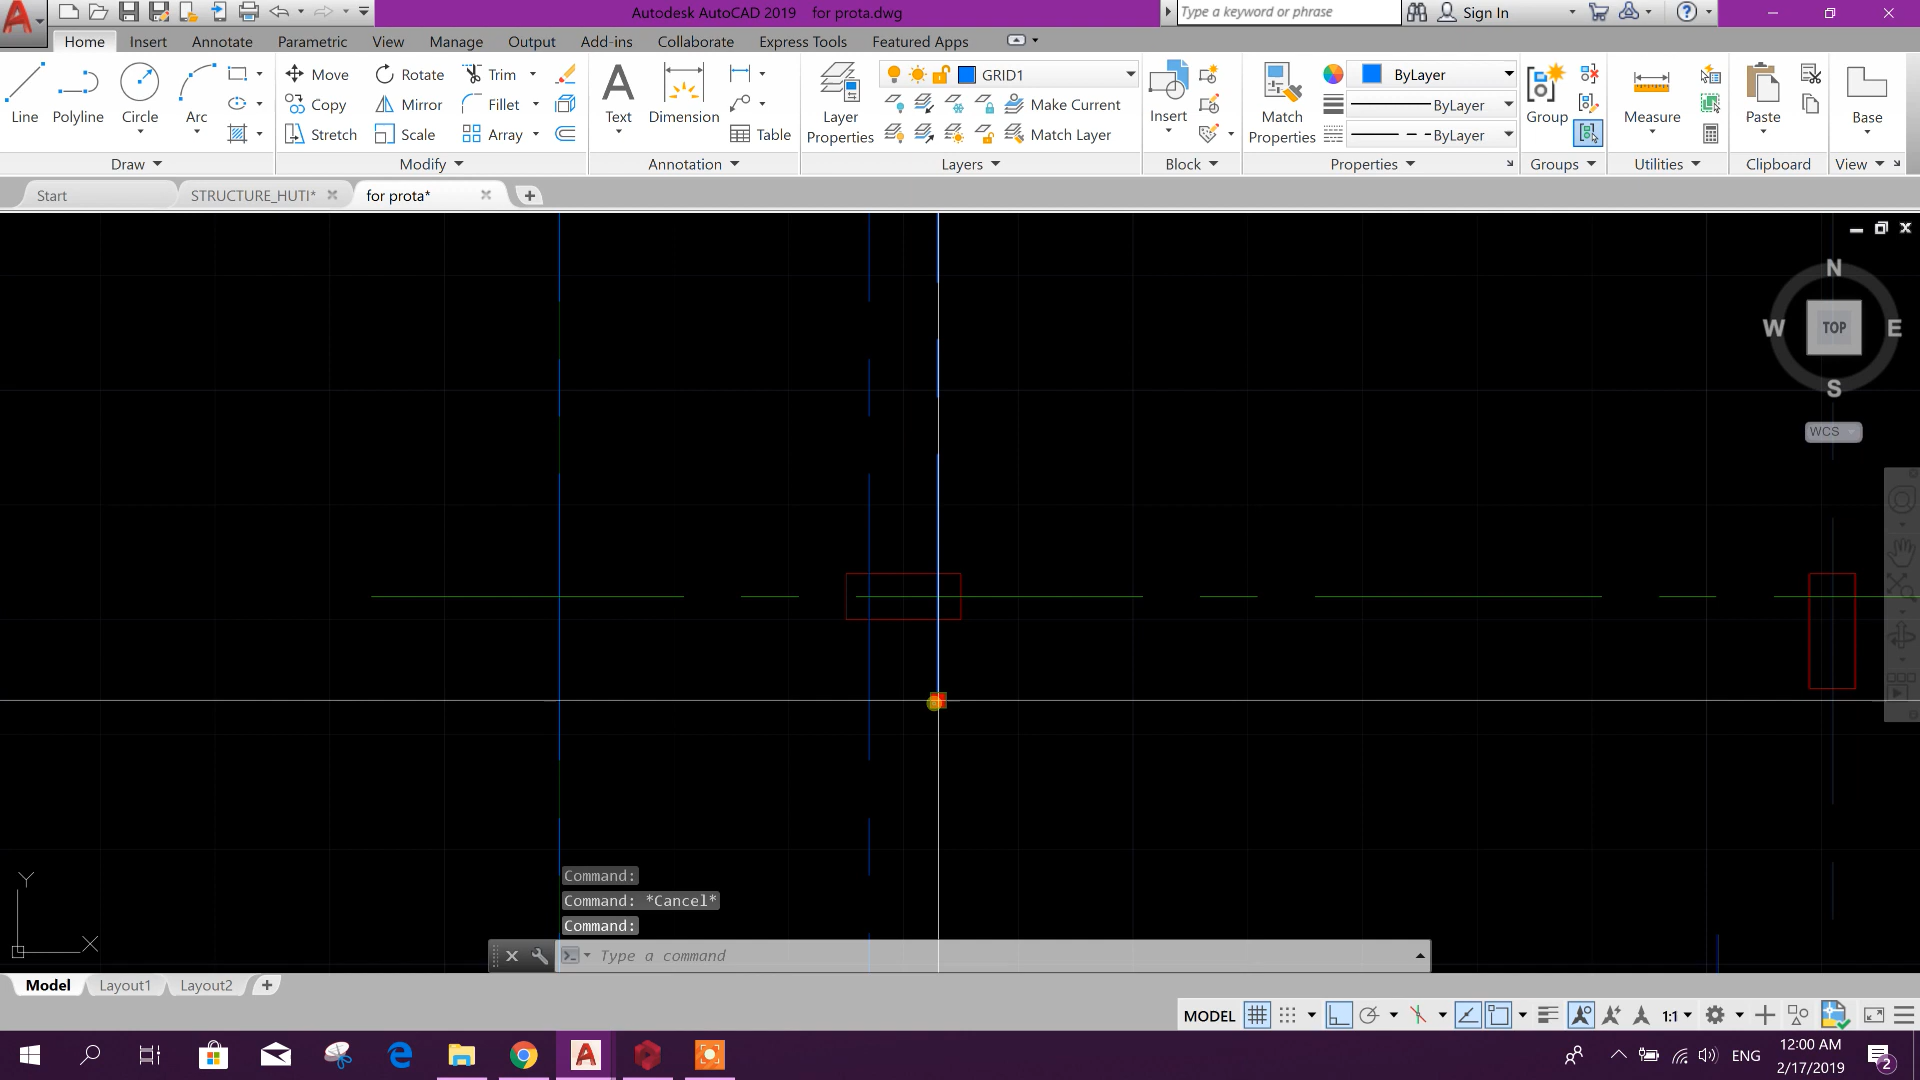 Autodesk AutoCAD 2019 for prota.dwg
Type a keyword or phrase
Sign In
Home Insert Annotate Parametric View Manage Output Add-ins Collaborate Express Tools Featured Apps
Line
Polyline
Circle
Arc
Draw
Move
Rotate
Trim
Copy
Mirror
Fillet
Stretch
Scale
Array
Modify
Text
Dimension
Table
Annotation
Layer
Properties
GRID1
Make Current
Match Layer
Layers
Insert
Block
Match
Properties
ByLayer
ByLayer
ByLayer
Properties
Group
Groups
Measure
Utilities
Paste
Clipboard
Base
View
Start
STRUCTURE_HUTI*
for prota*
N
W
TOP
E
S
WCS
Y
X
Command:
Command: *Cancel*
Command:
Type a command
Model Layout1 Layout2
MODEL
1:1
ENG
12:00 AM
2/17/2019
2